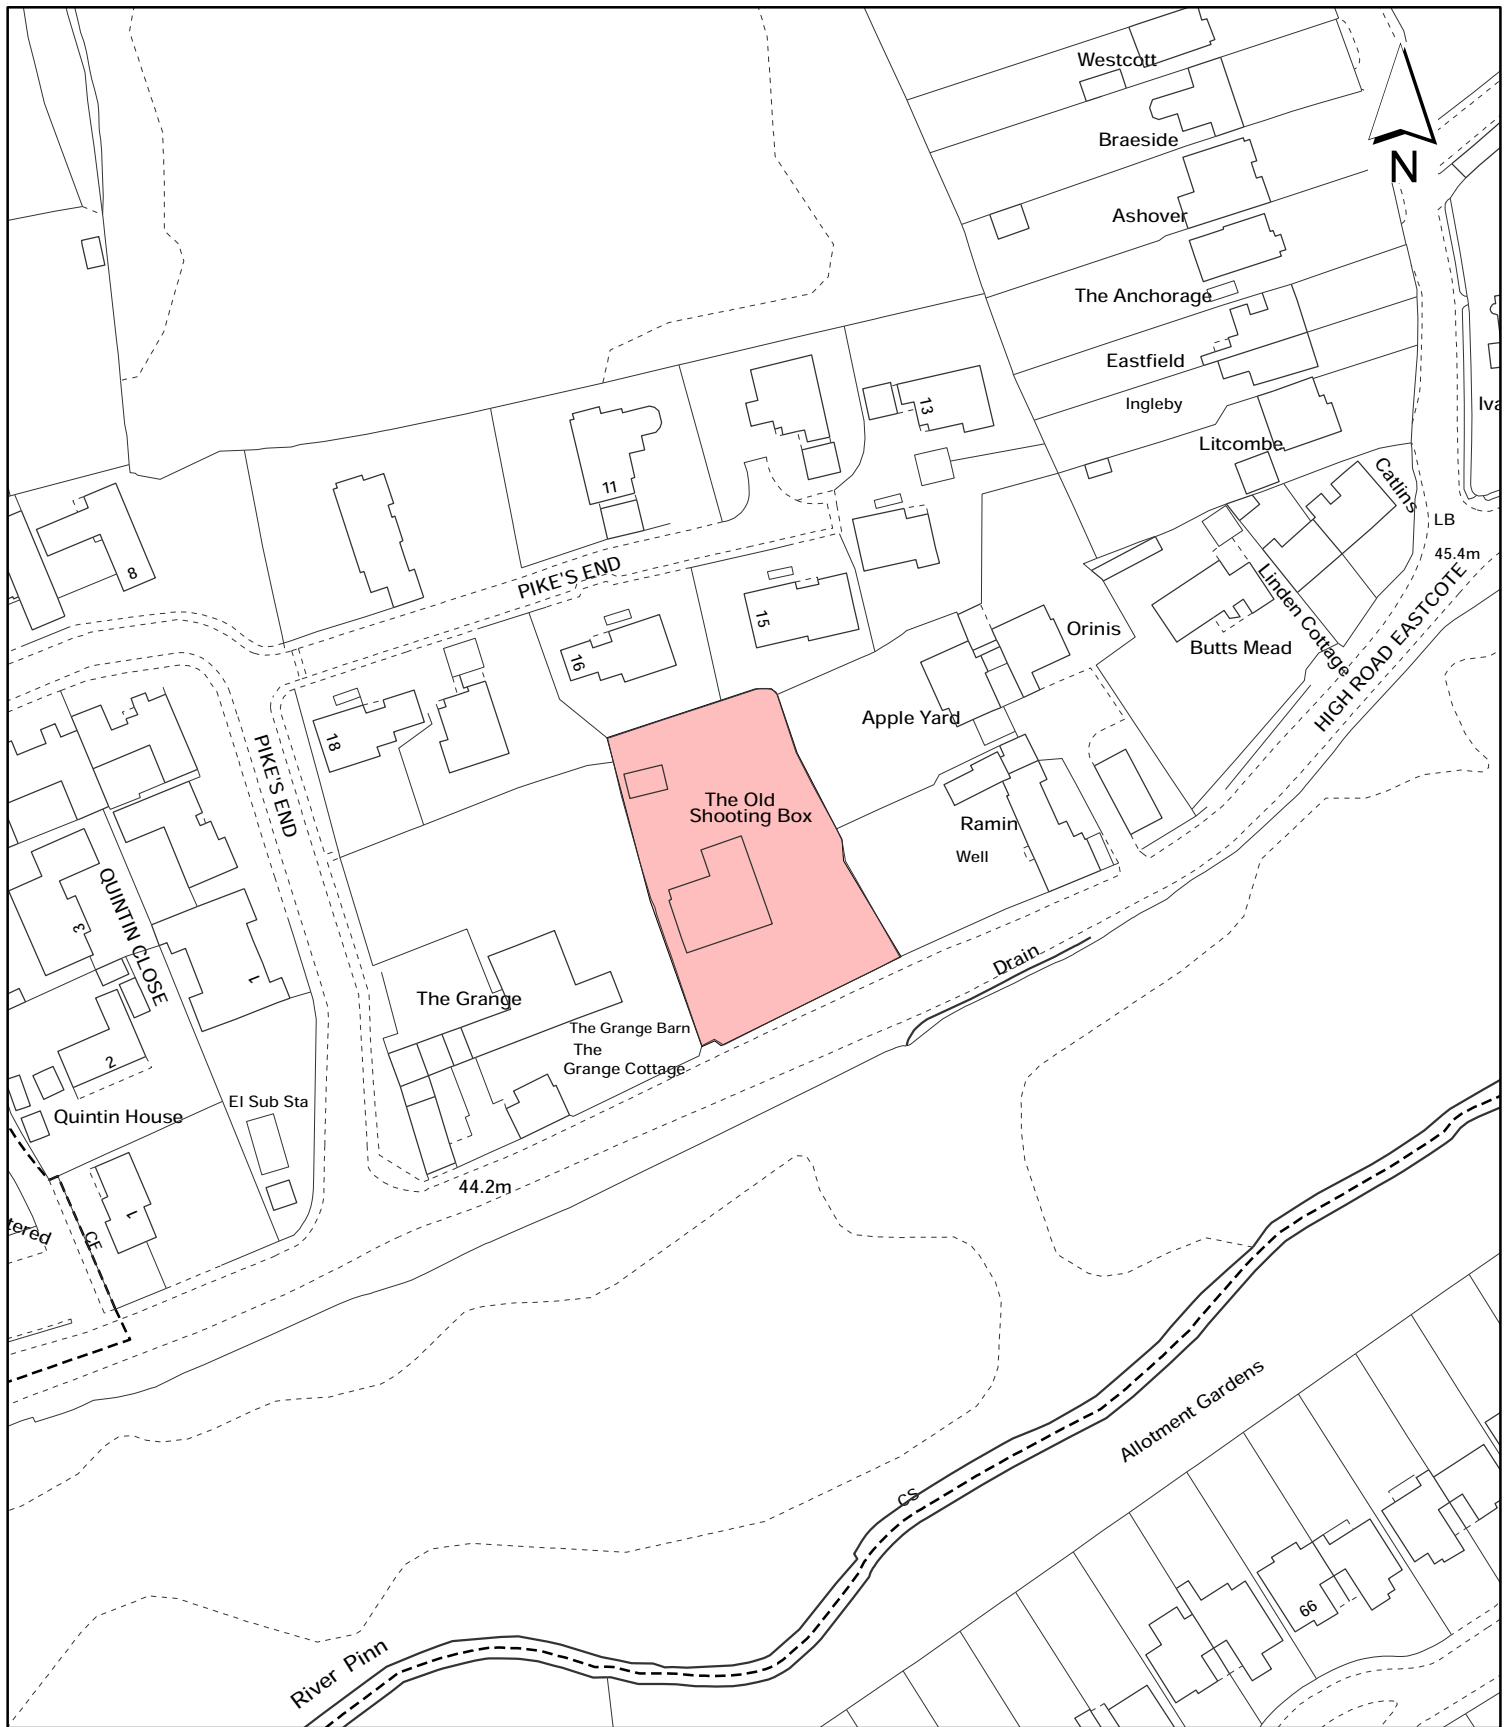 Westcott
Braeside
N
Ashover
The Anchorage
Eastfield
Ingleby
13
Iva
Litcombe
Catlins
11
LB
45.4m
8
PIKE'S END
Linden Cottage
HIGH ROAD EASTCOTE
15
Orinis
16
Butts Mead
Apple Yard
18
PIKE'S END
The Old
Shooting Box
Ramin
Well
QUINTIN CLOSE
3
1
Drain
The Grange
The Grange Barn
The
Grange Cottage
2
El Sub Sta
Quintin House
44.2m
1
CF
tered
Allotment Gardens
CS
66
River Pinn